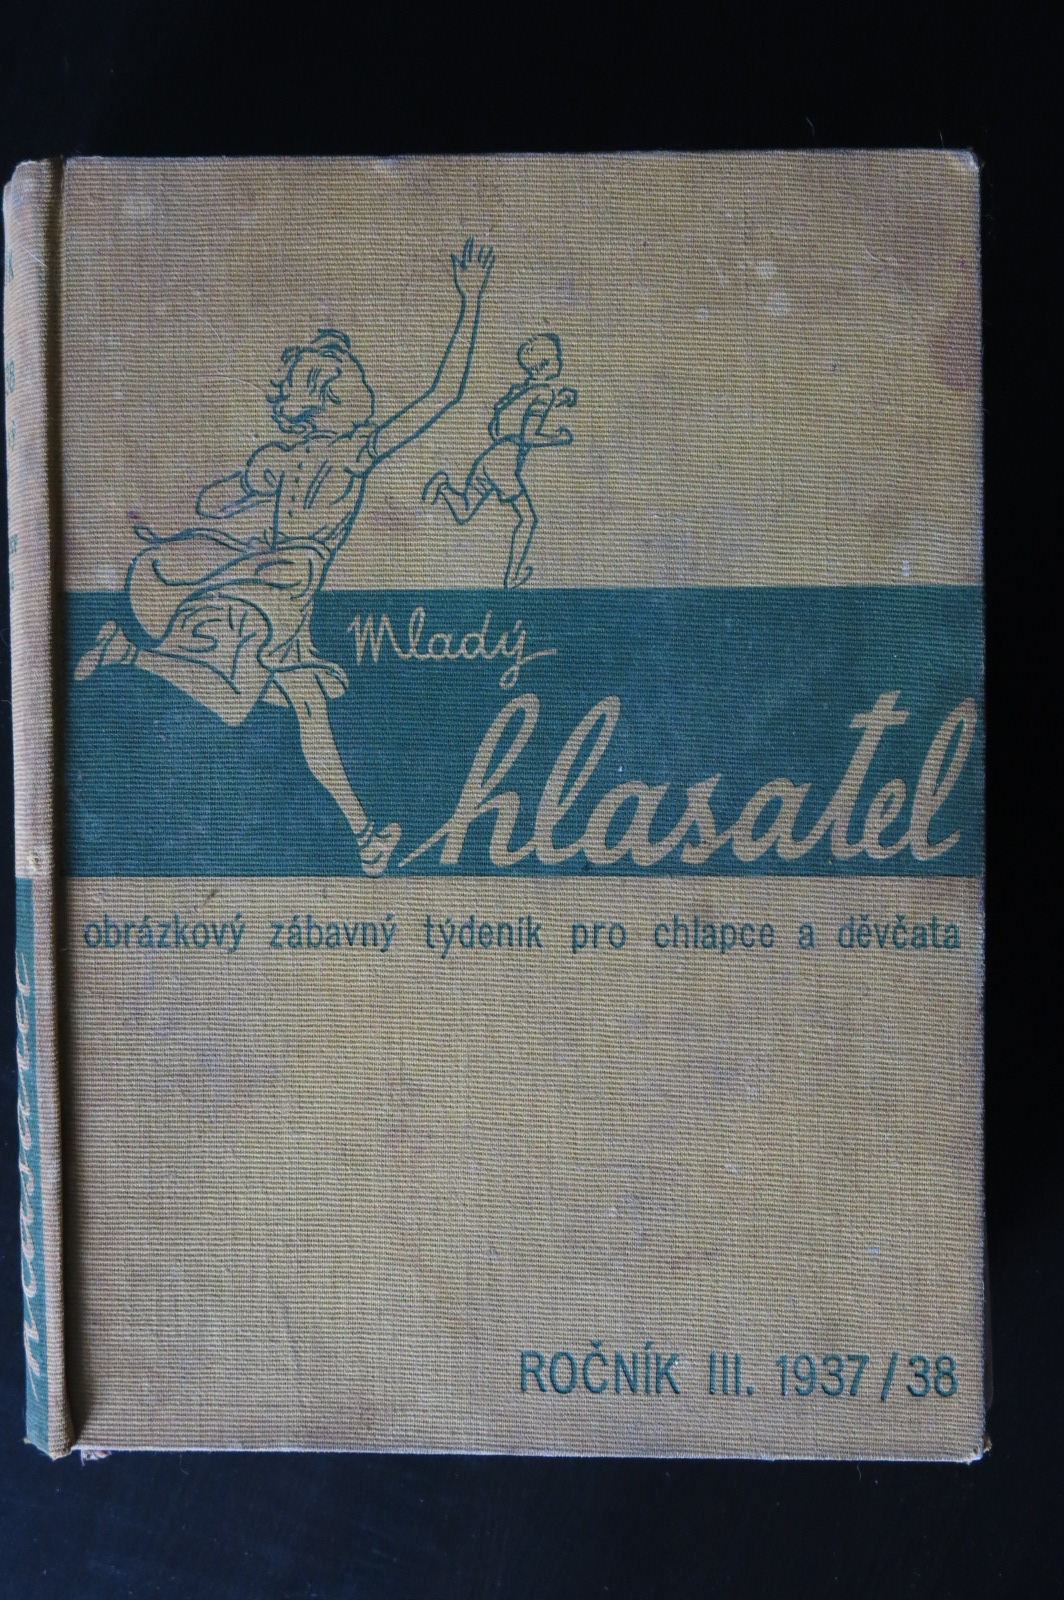 Mladý
hlasatel
obrázkový zábavný týdeník pro chlapce a děvčata
ROČNÍK III. 1937/38